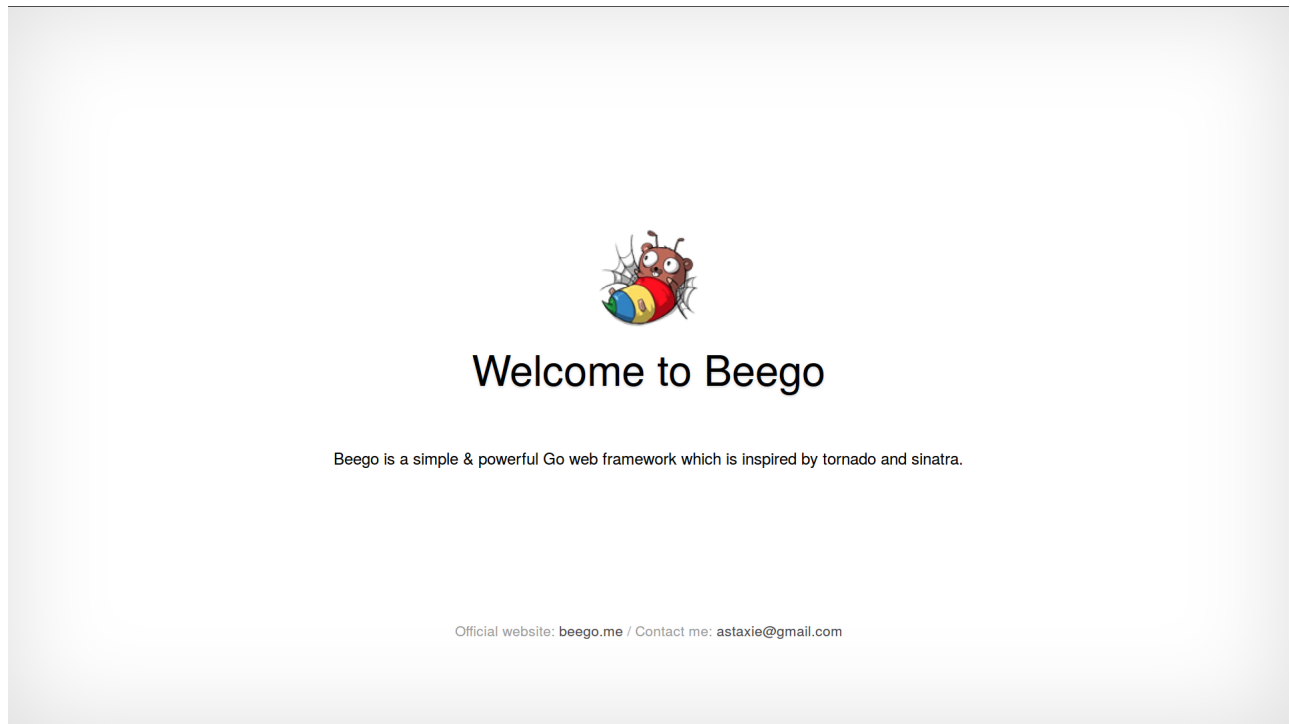 Welcome to Beego
Beego is a simple & powerful Go web framework which is inspired by tornado and sinatra.
Official website: beego.me / Contact me: astaxie@gmail.com